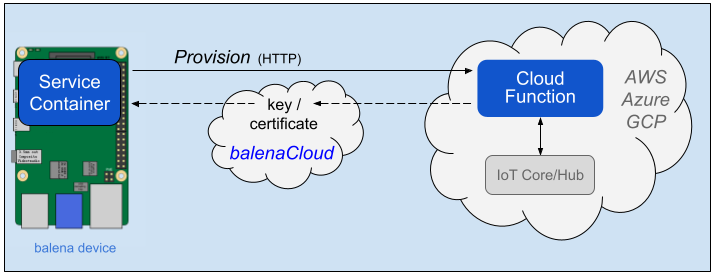 Provision (HTTP)
Service
Container
key /
certificate
balenaCloud
Cloud
Function
AWS
Azure
GCP
IoT Core/Hub
balena device